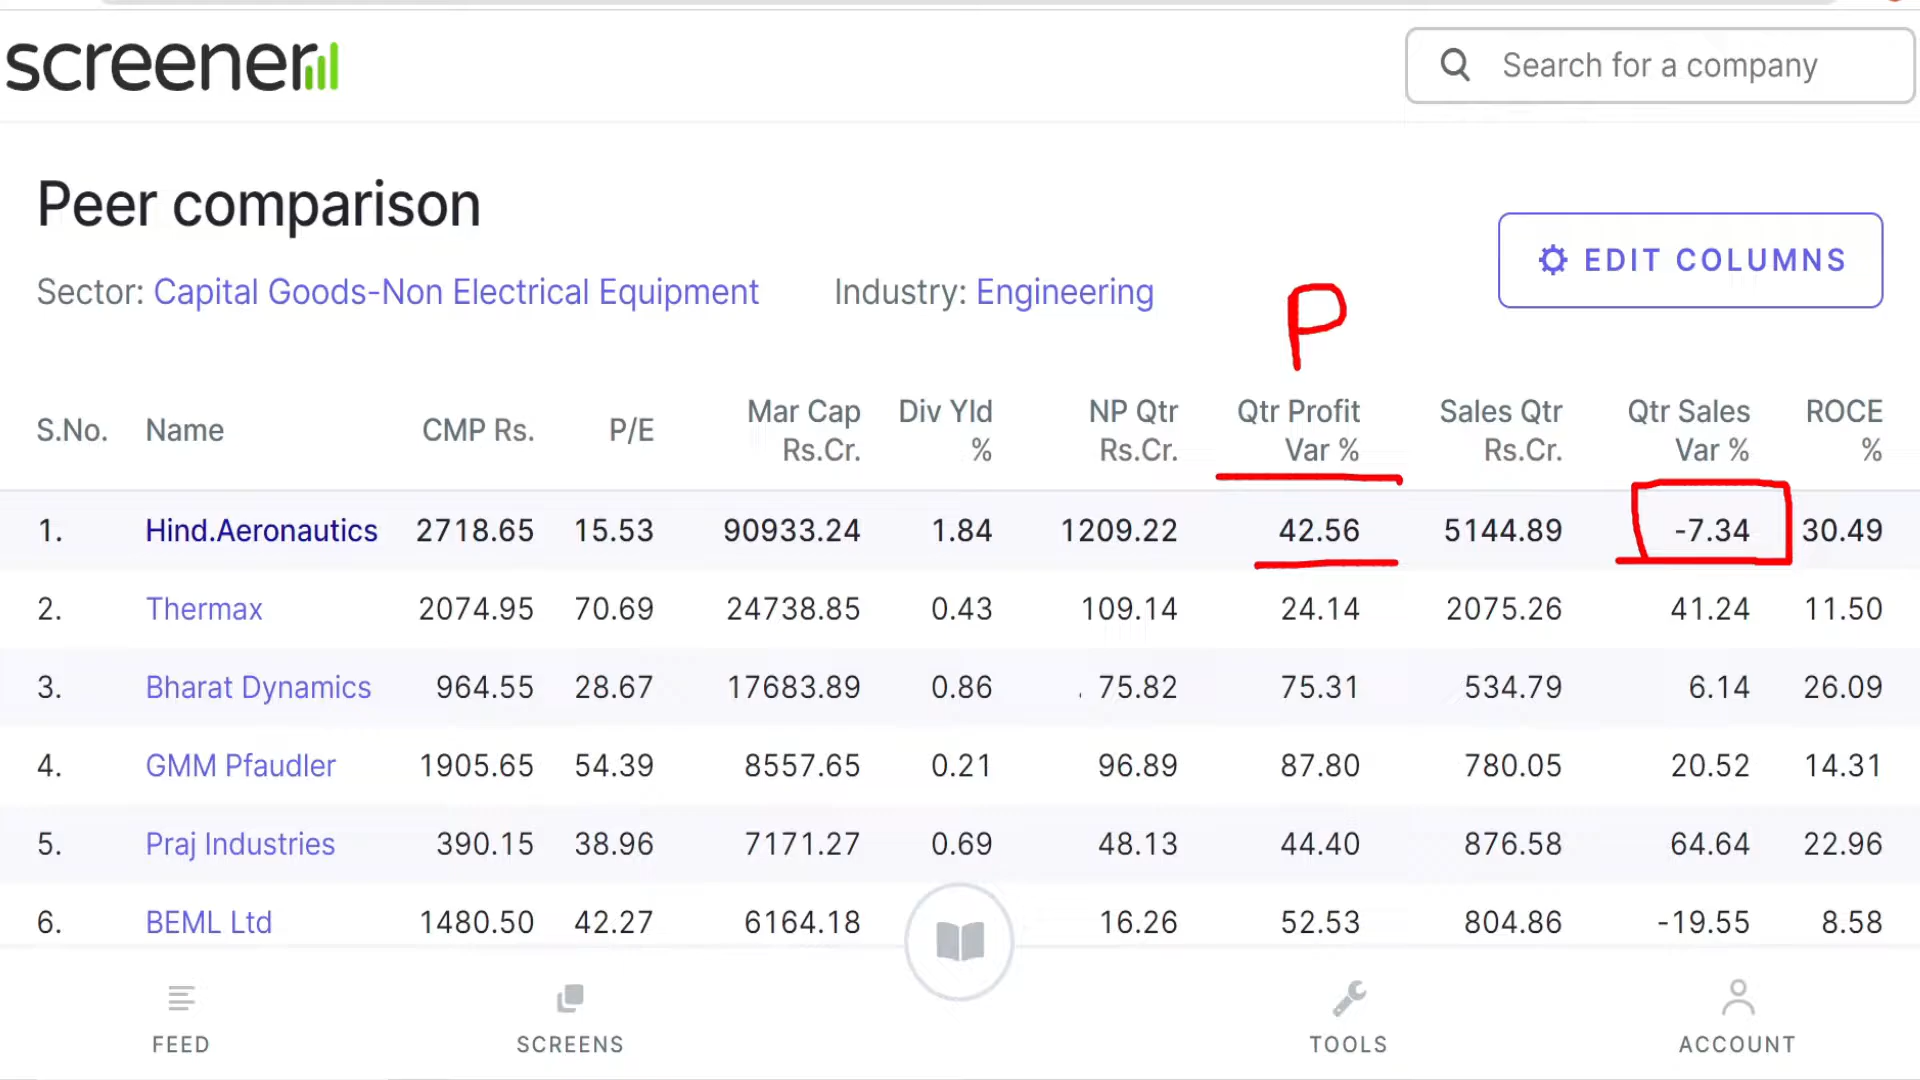 screener
Search for a company
Peer comparison
EDIT COLUMNS
Sector: Capital Goods-Non Electrical Equipment Industry: Engineering
P
S.No. Name CMP Rs. P/E Mar Cap Rs.Cr. Div Yld % NP Qtr Rs.Cr. Qtr Profit Var % Sales Qtr Rs.Cr. Qtr Sales Var % ROCE %
1. Hind.Aeronautics 2718.65 15.53 90933.24 1.84 1209.22 42.56 5144.89 -7.34 30.49
2. Thermax 2074.95 70.69 24738.85 0.43 109.14 24.14 2075.26 41.24 11.50
3. Bharat Dynamics 964.55 28.67 17683.89 0.86 75.82 75.31 534.79 6.14 26.09
4. GMM Pfaudler 1905.65 54.39 8557.65 0.21 96.89 87.80 780.05 20.52 14.31
5. Praj Industries 390.15 38.96 7171.27 0.69 48.13 44.40 876.58 64.64 22.96
6. BEML Ltd 1480.50 42.27 6164.18 16.26 52.53 804.86 -19.55 8.58
FEED SCREENS TOOLS ACCOUNT